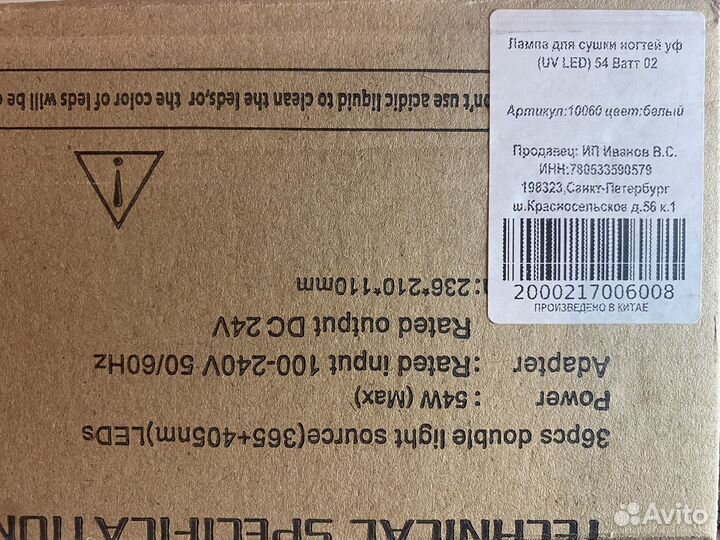 Лампа для сушки ногтей уф
(UV LED) 54 Ватт 02
Артикул:10060 цвет:белый
Продавец: ИП Иванов В.С.
ИНН:780633590579
198323,Санкт-Петербург
ш.Красносельское д.56 к.1
2000217006008
ПРОИЗВЕДЕНО В КИТАЕ
TECHNICAL SPECIFICATION
36pcs double light source(365+405nm)LEDs
Power : 54W (Max)
Adapter : Rated input 100-240V 50/60Hz
Rated output DC 24V
:236*210*110mm
use acidic liquid to clean the leds,or the color of leds will be
Avito